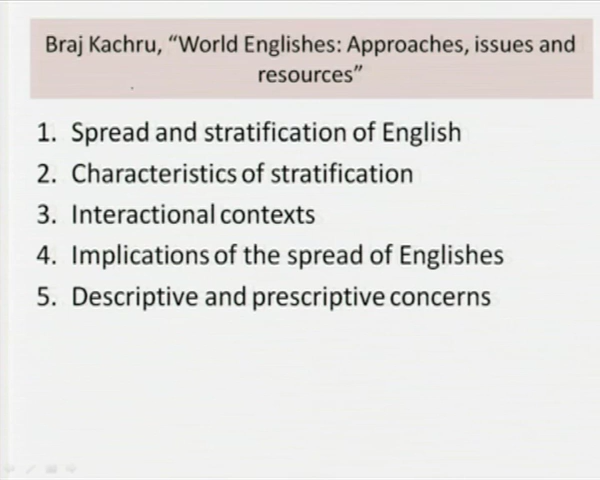 Braj Kachru, “World Englishes: Approaches, issues and
resources”
1. Spread and stratification of English
2. Characteristics of stratification
3. Interactional contexts
4. Implications of the spread of Englishes
5. Descriptive and prescriptive concerns